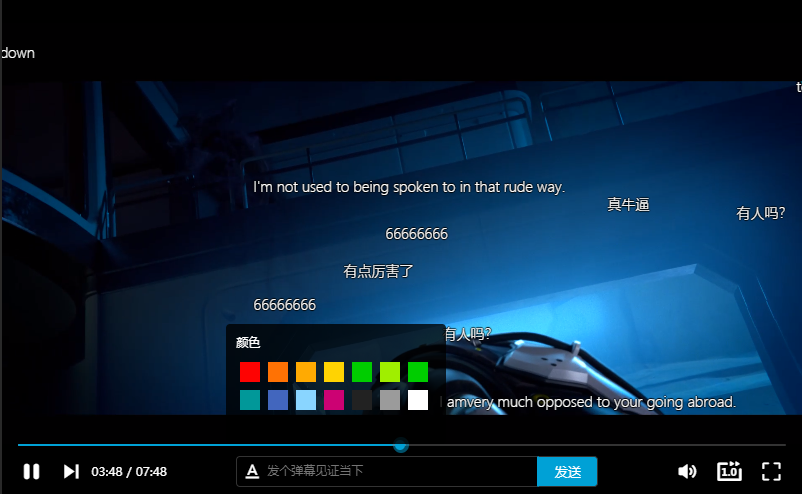 down
I'm not used to being spoken to in that rude way.
真牛逼
有人吗?
66666666
有点厉害了
66666666
有人吗?
颜色
amvery much opposed to your going abroad.
03:48 / 07:48
A
发个弹幕见证当下
发送
1.0